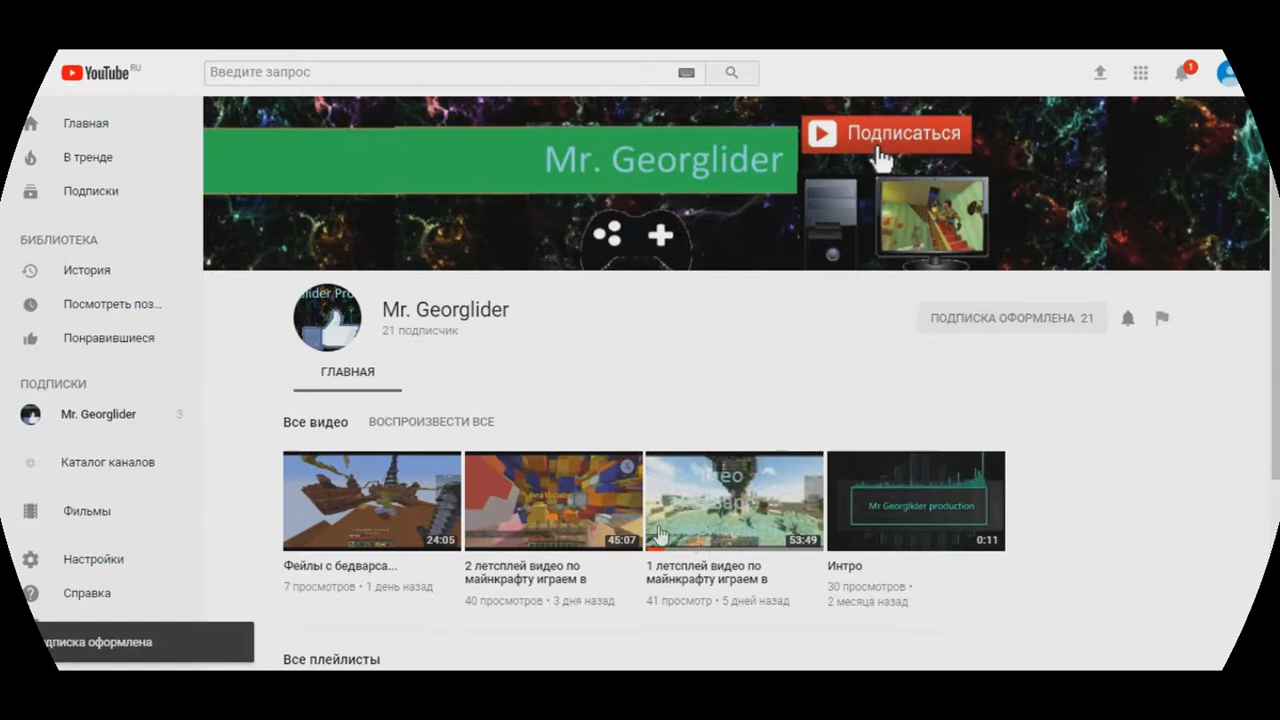 YouTube RU
Введите запрос
1
Главная
В тренде
Подписки
БИБЛИОТЕКА
История
Посмотреть поз...
Понравившиеся
ПОДПИСКИ
Mr. Georglider 3
Каталог каналов
Фильмы
Настройки
Справка
дписка оформлена
Mr. Georglider
Подписаться
lider Pro
Mr. Georglider
21 подписчик
ПОДПИСКА ОФОРМЛЕНА 21
ГЛАВНАЯ
Все видео ВОСПРОИЗВЕСТИ ВСЕ
24:05
Фейлы с бедварса...
7 просмотров • 1 день назад
45:07
2 летсплей видео по
майнкрафту играем в
40 просмотров • 3 дня назад
53:49
1 летсплей видео по
майнкрафту играем в
41 просмотр • 5 дней назад
Mr Georglider production
0:11
Интро
30 просмотров •
2 месяца назад
Все плейлисты